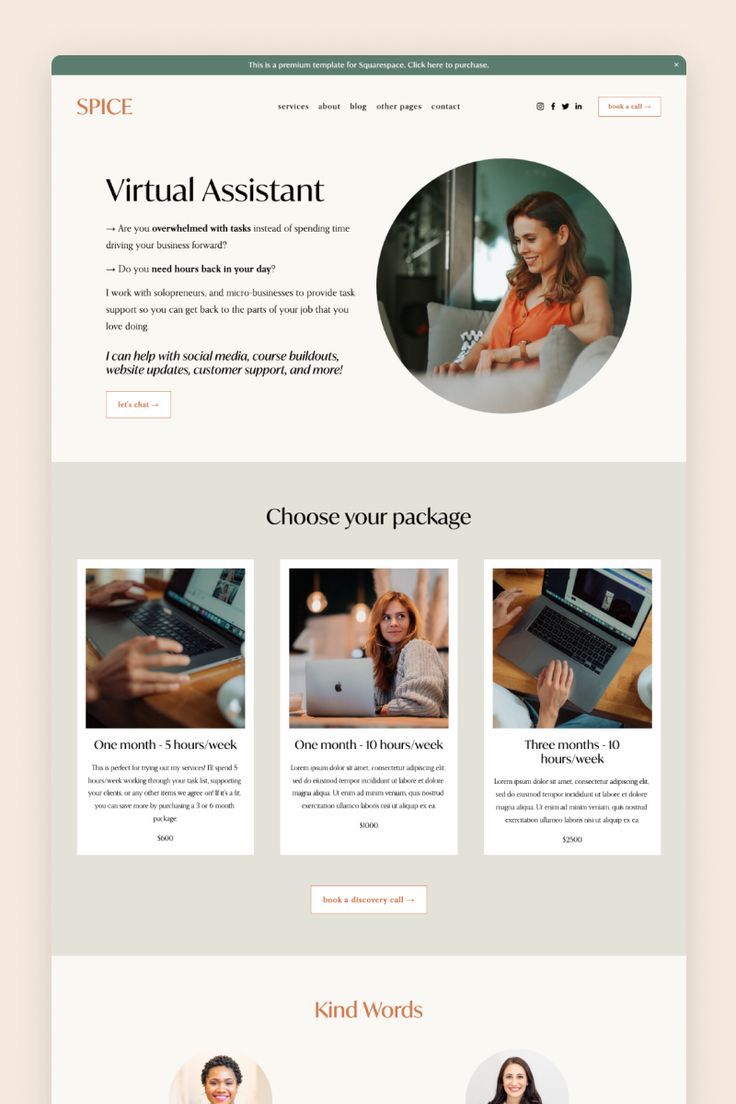 This is a premium template for Squarespace. Click here to purchase.
×
SPICE
services about blog other pages contact
book a call →
Virtual Assistant
→ Are you overwhelmed with tasks instead of spending time
driving your business forward?
→ Do you need hours back in your day?
I work with solopreneurs, and micro-businesses to provide task
support so you can get back to the parts of your job that you
love doing.
I can help with social media, course buildouts,
website updates, customer support, and more!
let's chat →
Choose your package
One month - 5 hours/week
This is perfect for trying out my services! I'll spend 5
hours/week working through your task list, supporting
your clients, or any other items we agree on! If it's a fit,
you can save more by purchasing a 3 or 6 month
package.
$600
One month - 10 hours/week
Lorem ipsum dolor sit amet, consectetur adipiscing elit,
sed do eiusmod tempor incididunt ut labore et dolore
magna aliqua. Ut enim ad minim veniam, quis nostrud
exercitation ullamco laboris nisi ut aliquip ex ea
$1000
Three months - 10
hours/week
Lorem ipsum dolor sit amet, consectetur adipiscing elit,
sed do eiusmod tempor incididunt ut labore et dolore
magna aliqua. Ut enim ad minim veniam, quis nostrud
exercitation ullamco laboris nisi ut aliquip ex ea
$2500
book a discovery call →
Kind Words